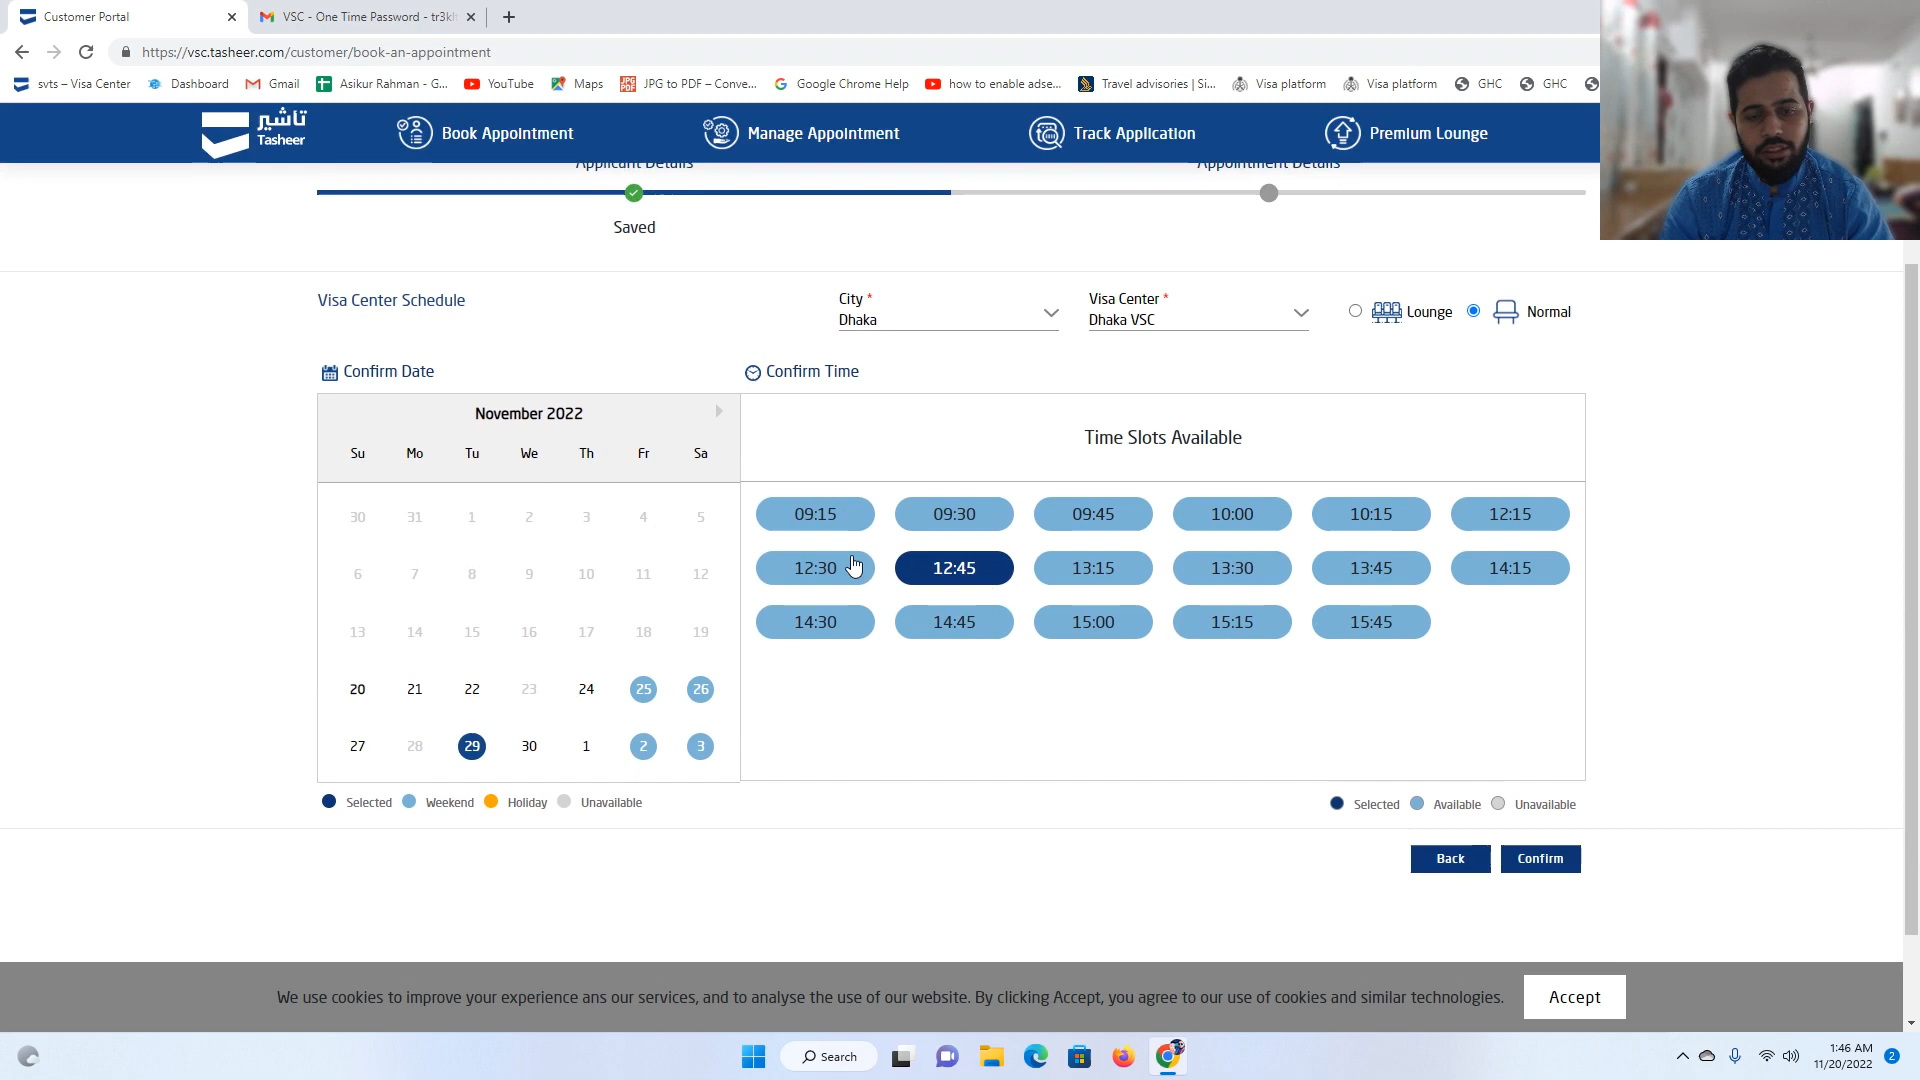 Customer Portal
VSC - One Time Password - tr3kl
https://vsc.tasheer.com/customer/book-an-appointment
svts – Visa Center
Dashboard
Gmail
Asikur Rahman - G...
YouTube
Maps
JPG to PDF – Conve...
Google Chrome Help
how to enable adse...
Travel advisories | Si...
Visa platform
Visa platform
GHC
GHC
تأشير
Tasheer
Book Appointment
Manage Appointment
Track Application
Premium Lounge
Applicant Details
Appointment Details
Saved
Visa Center Schedule
City *
Dhaka
Visa Center *
Dhaka VSC
Lounge
Normal
Confirm Date
Confirm Time
November 2022
Su Mo Tu We Th Fr Sa
30 31 1 2 3 4 5
6 7 8 9 10 11 12
13 14 15 16 17 18 19
20 21 22 23 24 25 26
27 28 29 30 1 2 3
Selected Weekend Holiday Unavailable
Time Slots Available
09:15 09:30 09:45 10:00 10:15 12:15
12:30 12:45 13:15 13:30 13:45 14:15
14:30 14:45 15:00 15:15 15:45
Selected Available Unavailable
Back
Confirm
We use cookies to improve your experience ans our services, and to analyse the use of our website. By clicking Accept, you agree to our use of cookies and similar technologies.
Accept
Search
1:46 AM
11/20/2022
2